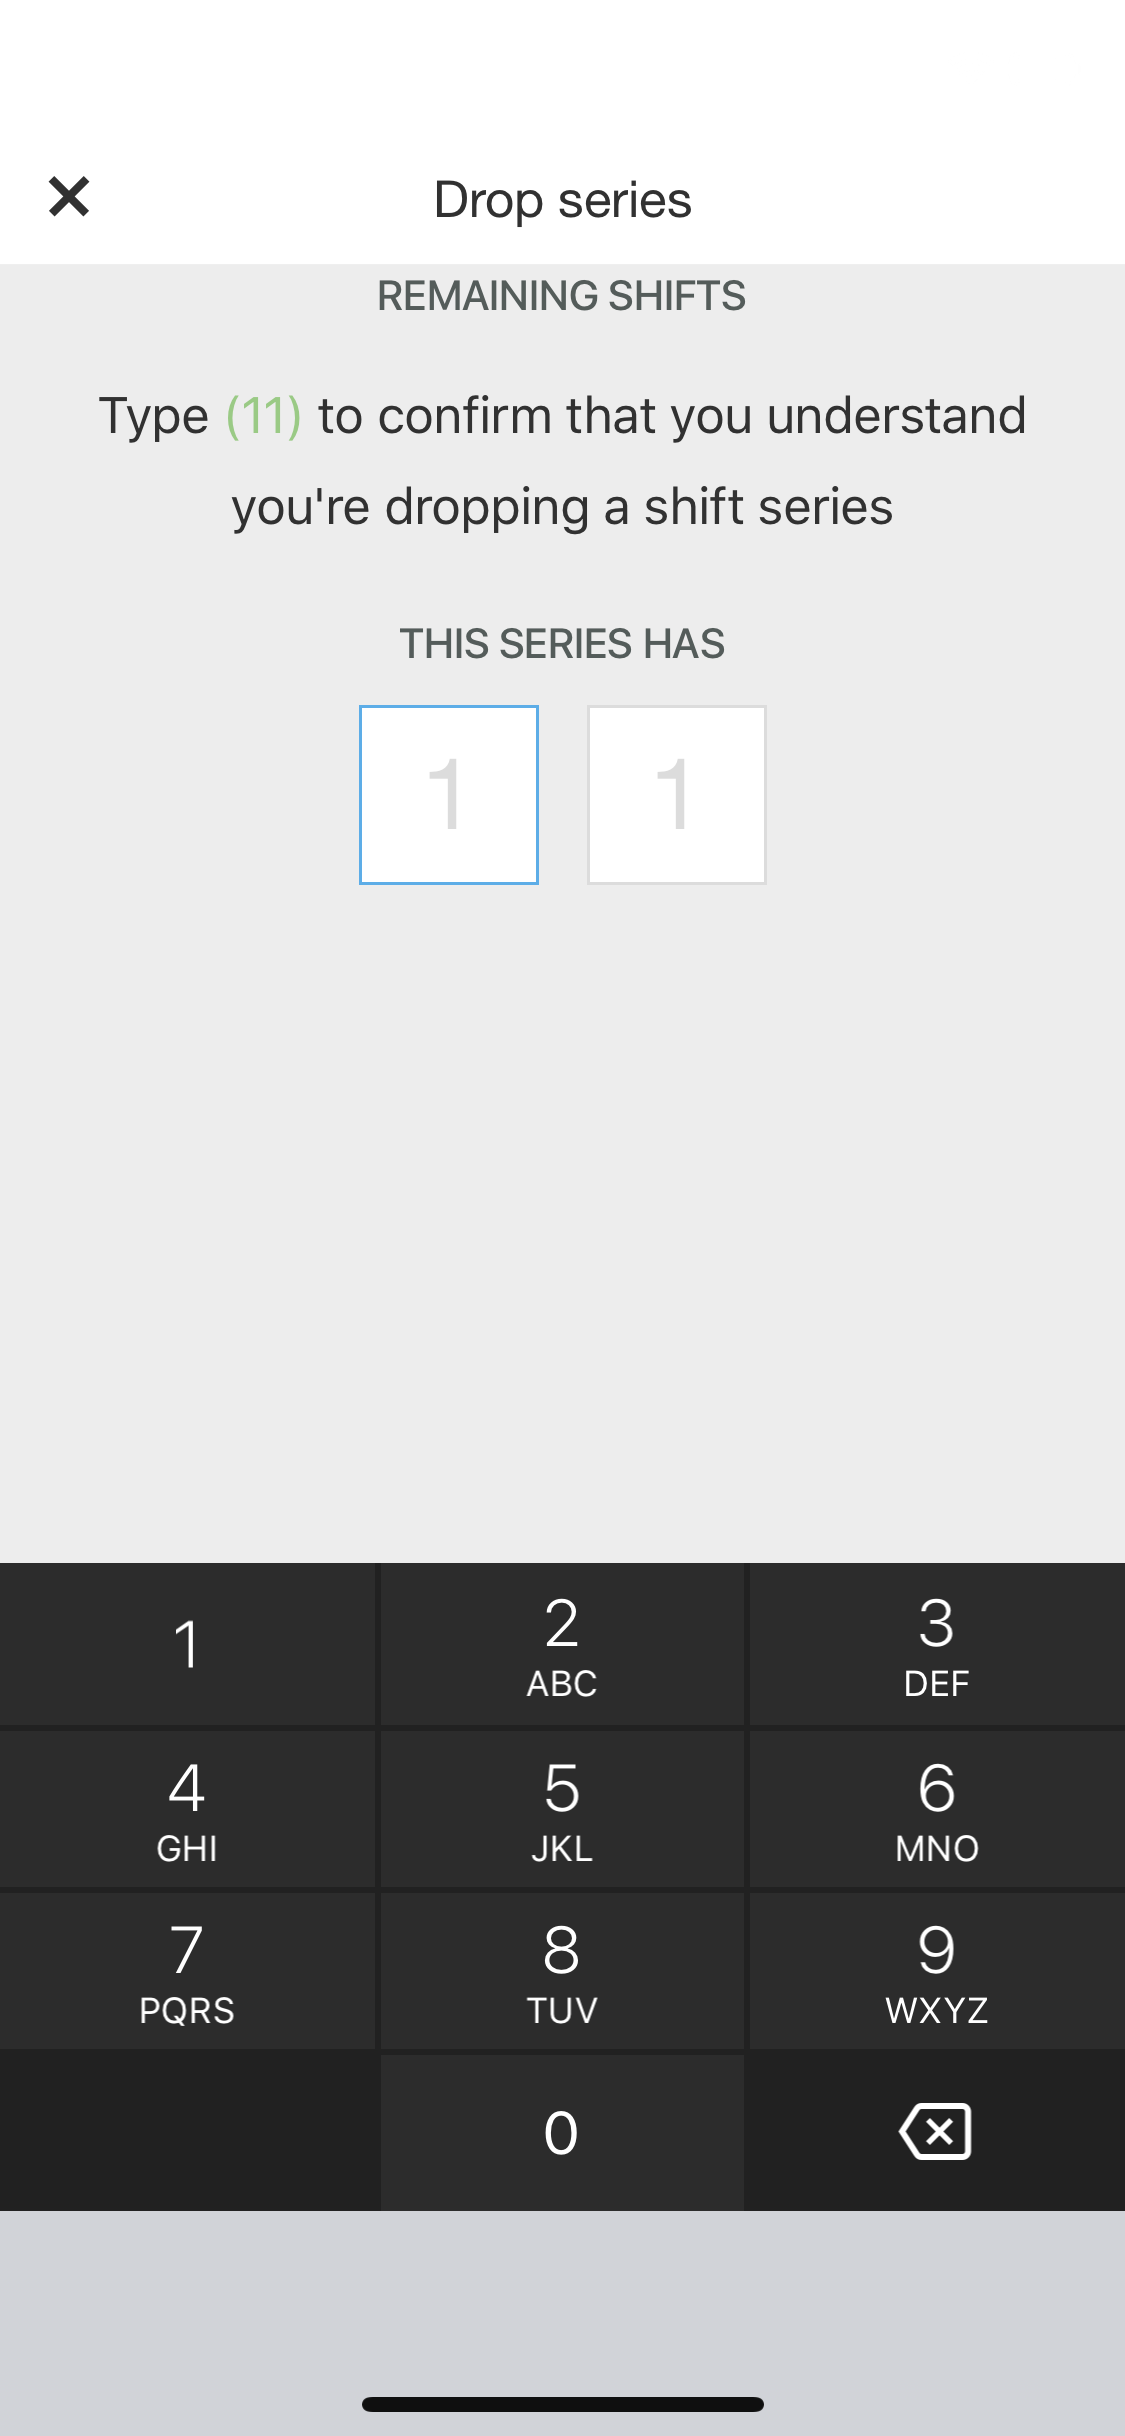 Drop series
REMAINING SHIFTS
Type (11) to confirm that you understand
you're dropping a shift series
THIS SERIES HAS
1 1
1 2 3
ABC DEF
4 5 6
GHI JKL MNO
7 8 9
PQRS TUV WXYZ
0